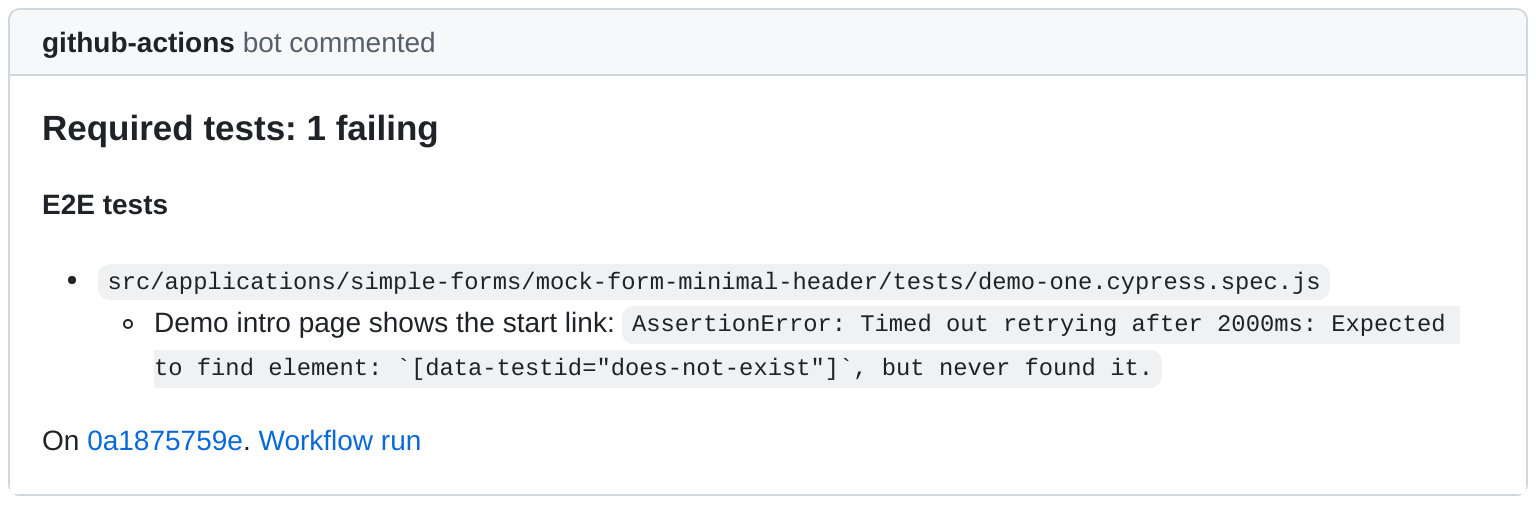 github-actions bot commented
Required tests: 1 failing
E2E tests
src/applications/simple-forms/mock-form-minimal-header/tests/demo-one.cypress.spec.js
Demo intro page shows the start link: AssertionError: Timed out retrying after 2000ms: Expected
to find element: `[data-testid="does-not-exist"]`, but never found it.
On 0a1875759e. Workflow run